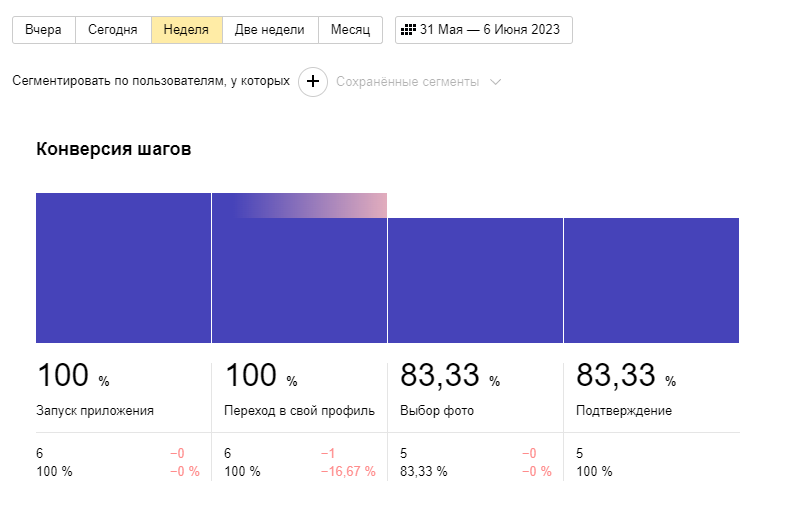 Вчера Сегодня Неделя Две недели Месяц 31 Мая — 6 Июня 2023
Сегментировать по пользователям, у которых + Сохранённые сегменты
Конверсия шагов
100 % 100 % 83,33 % 83,33 %
Запуск приложения Переход в свой профиль Выбор фото Подтверждение
6 −0 6 −1 5 −0 5
100 % −0 % 100 % −16,67 % 83,33 % −0 % 100 %